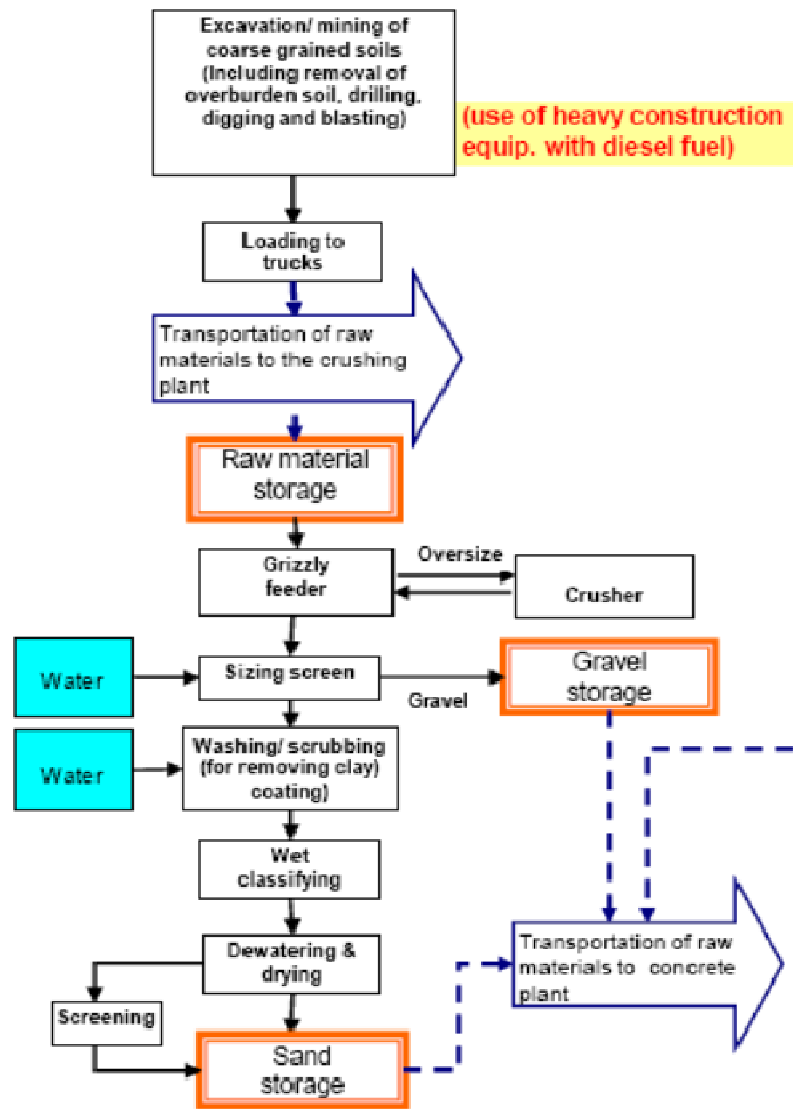 Excavation/ mining of
coarse grained soils
(Including removal of
overburden soil, drilling,
digging and blasting)
(use of heavy construction
equip. with diesel fuel)
Loading to
trucks
Transportation of raw
materials to the crushing
plant
Raw material
storage
Grizzly
feeder
Oversize
Crusher
Water
Sizing screen
Gravel
Gravel
storage
Water
Washing/ scrubbing
(for removing clay)
coating)
Wet
classifying
Dewatering &
drying
Transportation of raw
materials to concrete
plant
Screening
Sand
storage